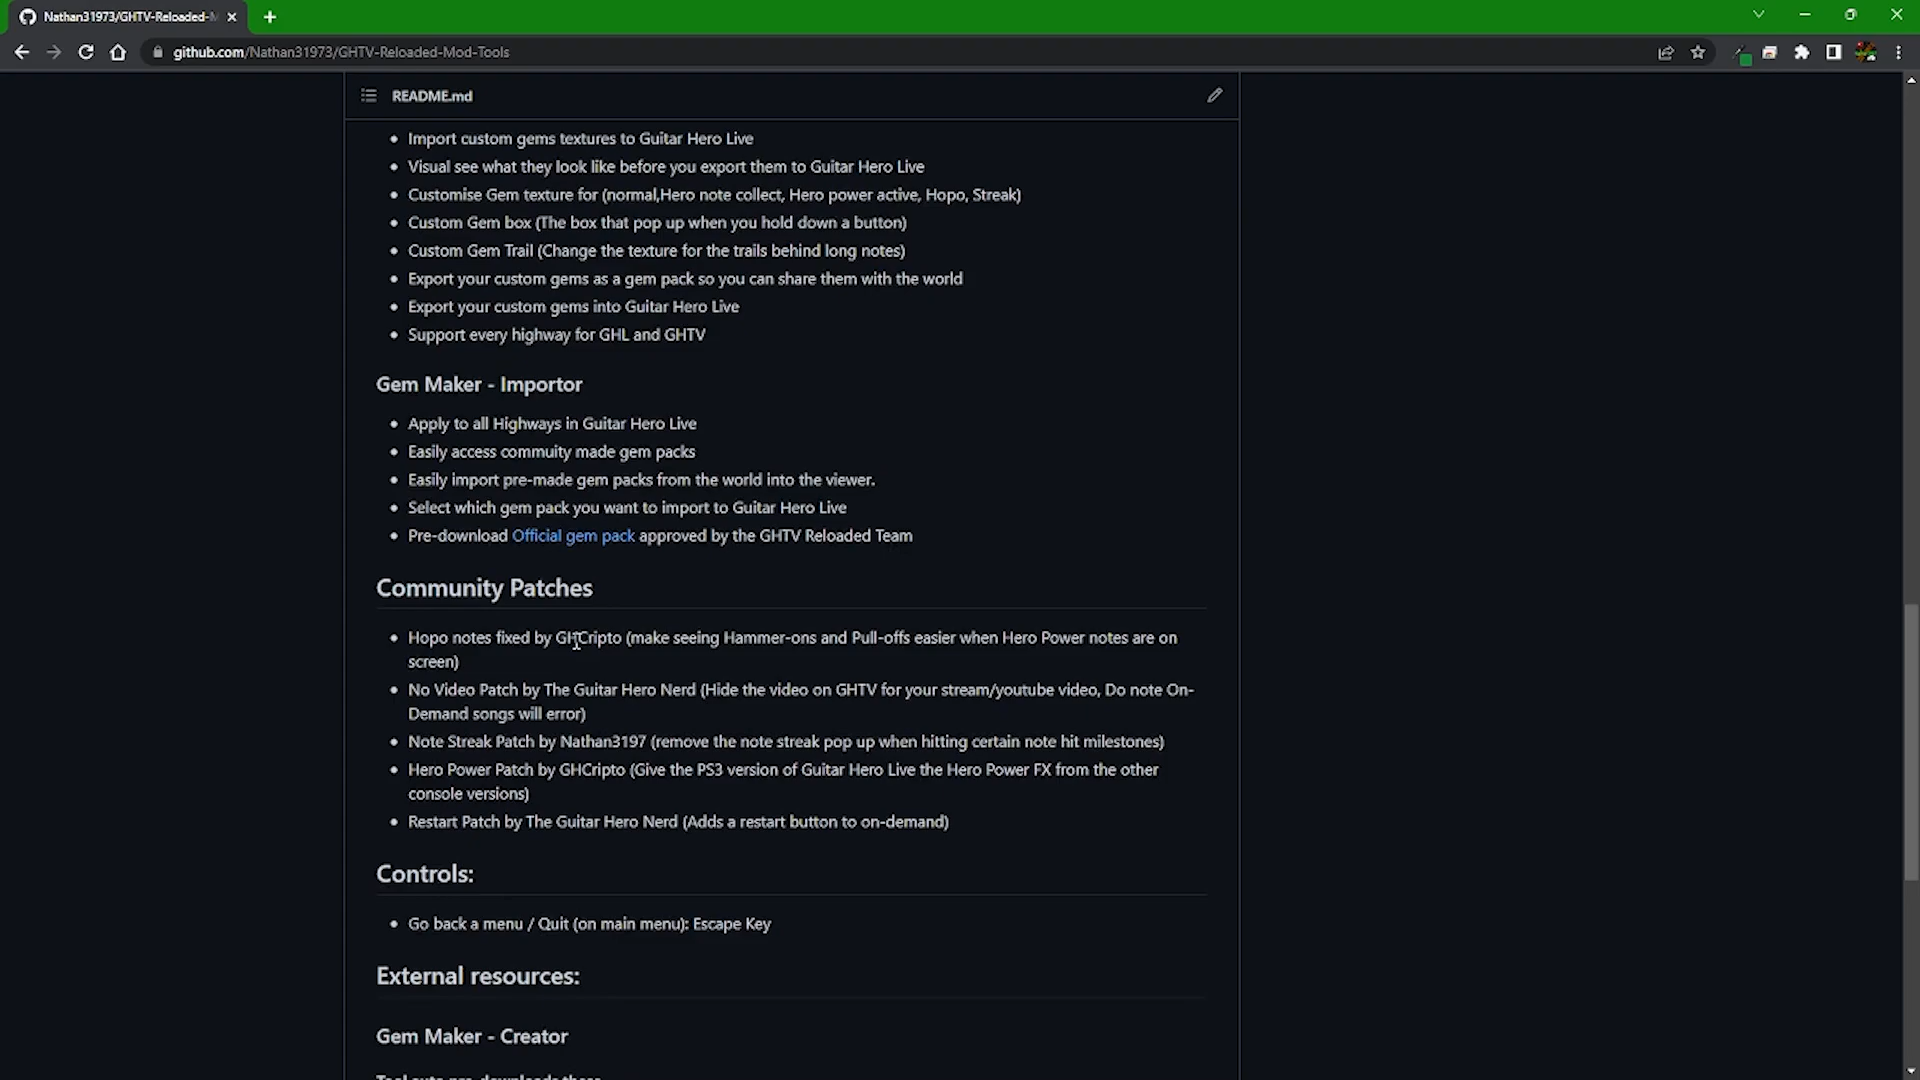 Nathan31973/GHTV-Reloaded-M
github.com/Nathan31973/GHTV-Reloaded-Mod-Tools
README.md
Import custom gems textures to Guitar Hero Live
Visual see what they look like before you export them to Guitar Hero Live
Customise Gem texture for (normal,Hero note collect, Hero power active, Hopo, Streak)
Custom Gem box (The box that pop up when you hold down a button)
Custom Gem Trail (Change the texture for the trails behind long notes)
Export your custom gems as a gem pack so you can share them with the world
Export your custom gems into Guitar Hero Live
Support every highway for GHL and GHTV
Gem Maker - Importor
Apply to all Highways in Guitar Hero Live
Easily access commuity made gem packs
Easily import pre-made gem packs from the world into the viewer.
Select which gem pack you want to import to Guitar Hero Live
Pre-download Official gem pack approved by the GHTV Reloaded Team
Community Patches
Hopo notes fixed by GHCripto (make seeing Hammer-ons and Pull-offs easier when Hero Power notes are on
screen)
No Video Patch by The Guitar Hero Nerd (Hide the video on GHTV for your stream/youtube video, Do note On-
Demand songs will error)
Note Streak Patch by Nathan3197 (remove the note streak pop up when hitting certain note hit milestones)
Hero Power Patch by GHCripto (Give the PS3 version of Guitar Hero Live the Hero Power FX from the other
console versions)
Restart Patch by The Guitar Hero Nerd (Adds a restart button to on-demand)
Controls:
Go back a menu / Quit (on main menu): Escape Key
External resources:
Gem Maker - Creator